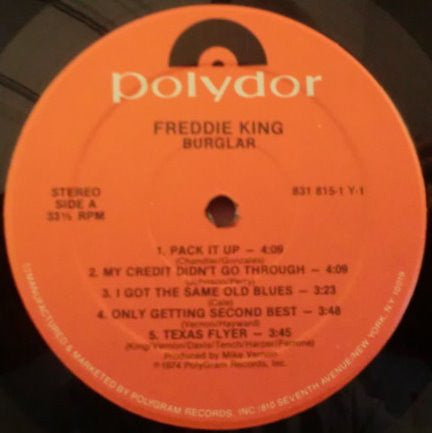 polydor
FREDDIE KING
BURGLAR
STEREO
SIDE A
33⅓ RPM
831 815-1 Y-1
1. PACK IT UP — 4:09
(Chandler/Gonzales)
2. MY CREDIT DIDN'T GO THROUGH — 4:09
(Johnson/Perry)
3. I GOT THE SAME OLD BLUES — 3:23
(Cale)
4. ONLY GETTING SECOND BEST — 3:48
(Vernon/Hayward)
5. TEXAS FLYER — 3:45
(King/Vernon/Davis/Tench/Harper/Ferrone)
Produced by Mike Vernon
℗ 1974 PolyGram Records, Inc.
MANUFACTURED & MARKETED BY POLYGRAM RECORDS, INC./810 SEVENTH AVENUE/NEW YORK, N.Y. 10019